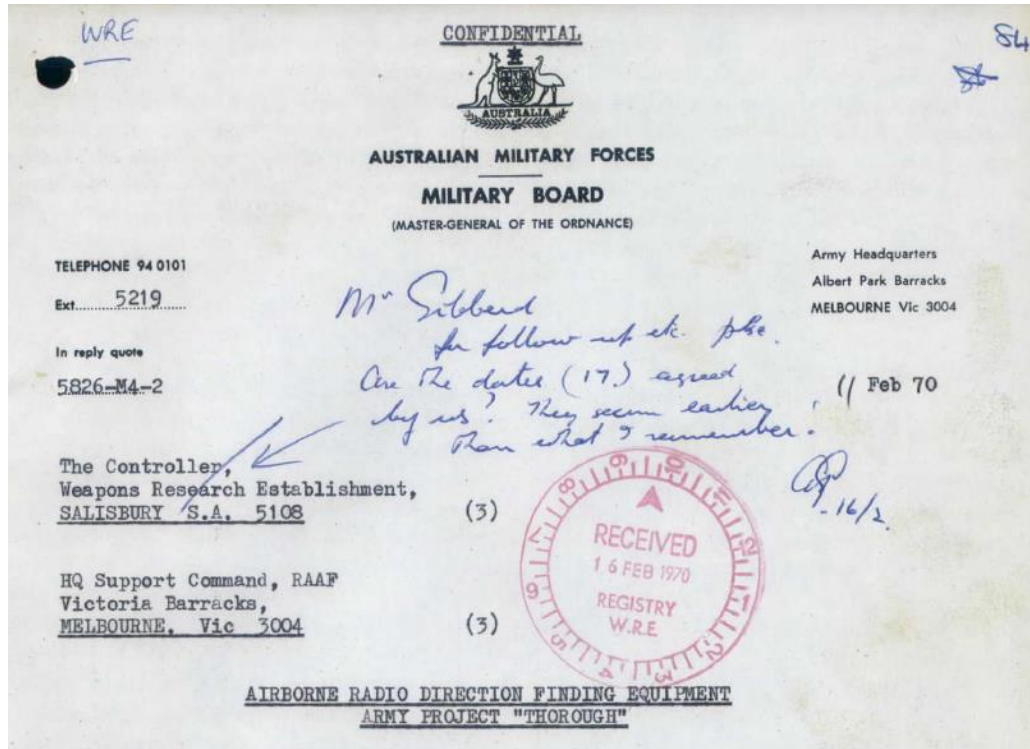 WRE
CONFIDENTIAL
84
AUSTRALIA
AUSTRALIAN MILITARY FORCES
MILITARY BOARD
(MASTER-GENERAL OF THE ORDNANCE)
TELEPHONE 94 0101
Ext. 5219
In reply quote
5826-M4-2
Army Headquarters
Albert Park Barracks
MELBOURNE Vic 3004
Mr Gibberd
for follow up etc. plse.
Are the dates (17.) agreed
by us? They seem earlier
than what I remember.
11 Feb 70
16/2
The Controller,
Weapons Research Establishment,
SALISBURY S.A. 5108 (3)
HQ Support Command, RAAF
Victoria Barracks,
MELBOURNE, Vic 3004 (3)
RECEIVED
16 FEB 1970
REGISTRY
W.R.E
AIRBORNE RADIO DIRECTION FINDING EQUIPMENT
ARMY PROJECT "THOROUGH"